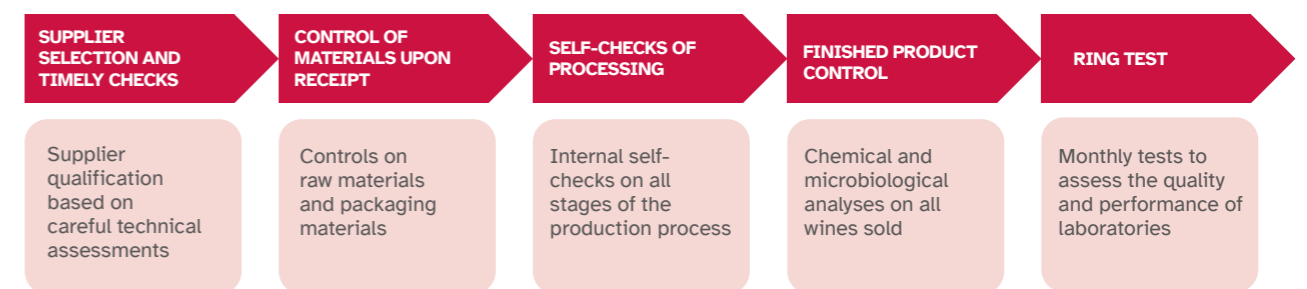 SUPPLIER
SELECTION AND
TIMELY CHECKS
CONTROL OF
MATERIALS UPON
RECEIPT
SELF-CHECKS OF
PROCESSING
FINISHED PRODUCT
CONTROL
RING TEST
Supplier
qualification
based on
careful technical
assessments
Controls on
raw materials
and packaging
materials
Internal self-
checks on all
stages of the
production process
Chemical and
microbiological
analyses on all
wines sold
Monthly tests to
assess the quality
and performance of
laboratories